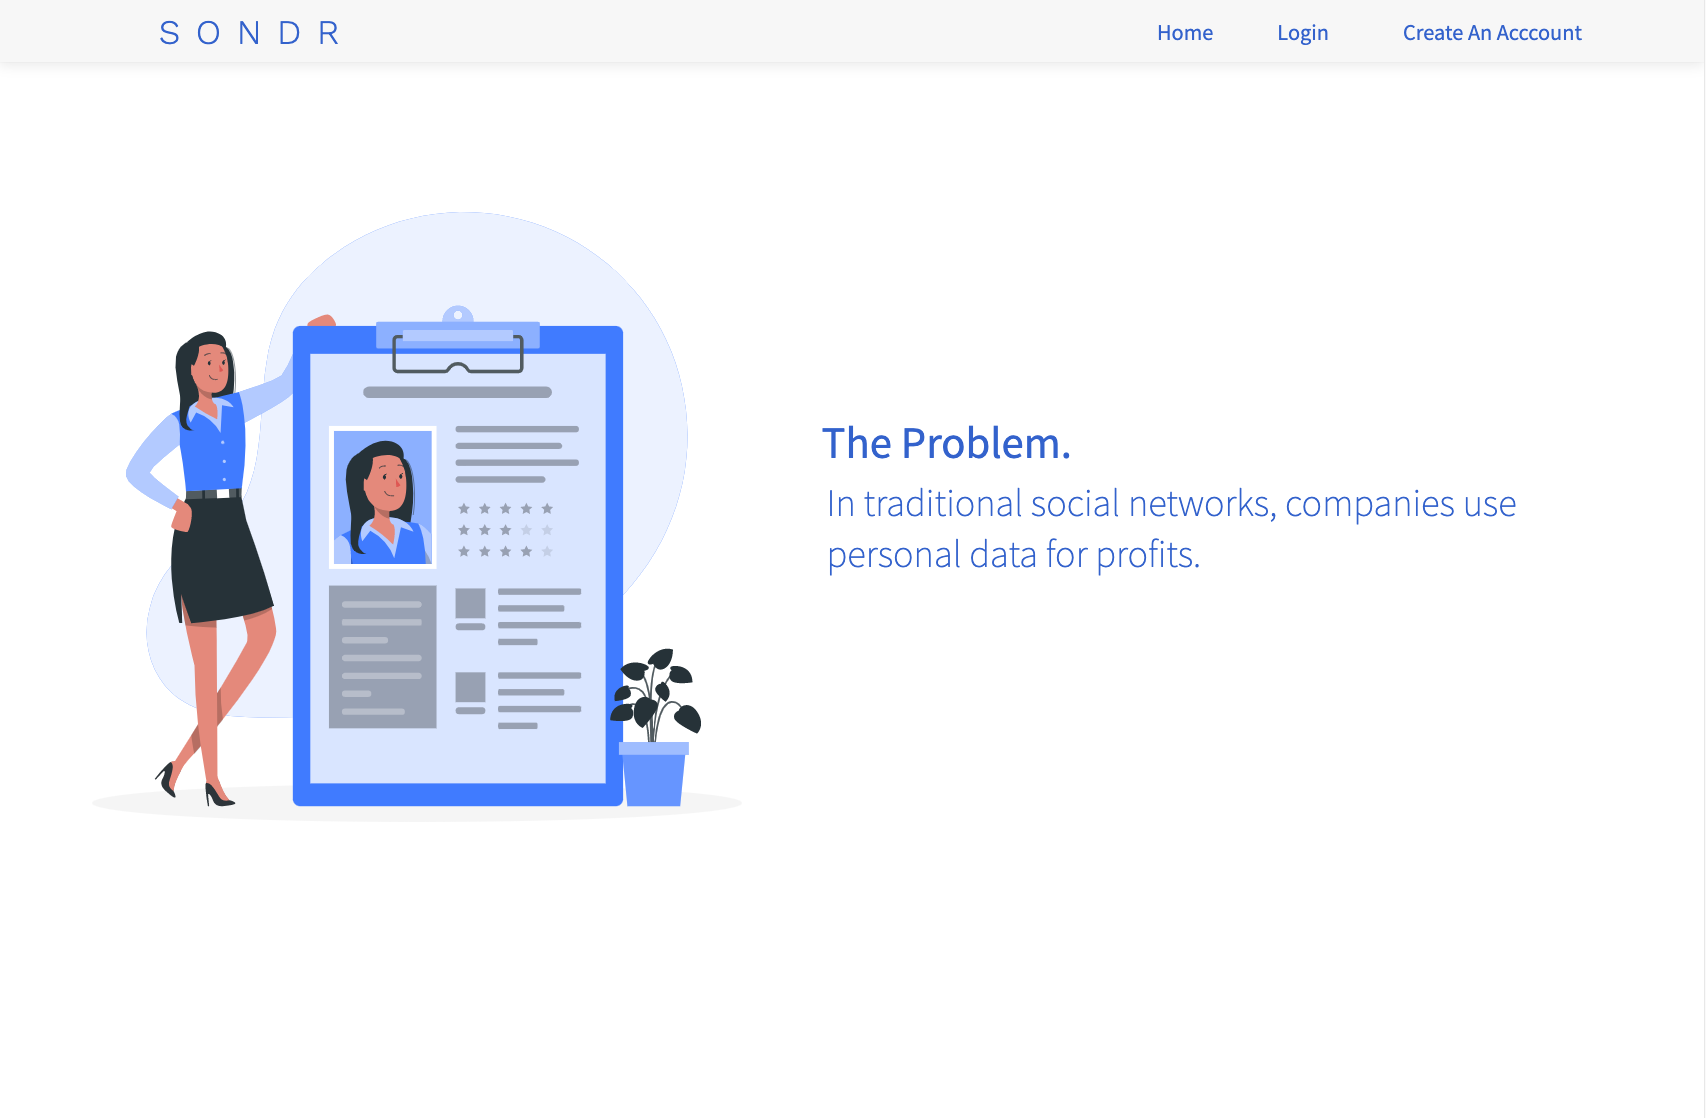 SONDR
Home Login Create An Acccount
The Problem.
In traditional social networks, companies use
personal data for profits.